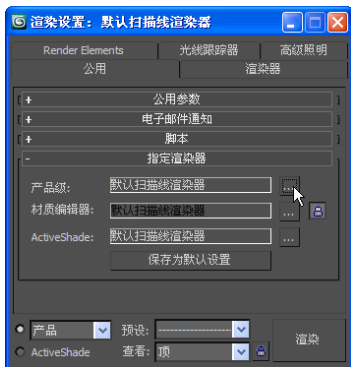 渲染设置: 默认扫描线渲染器
Render Elements 光线跟踪器 高级照明
公用 渲染器
+ 公用参数
+ 电子邮件通知
+ 脚本
- 指定渲染器
产品级: 默认扫描线渲染器 ...
材质编辑器: 默认扫描线渲染器 ...
ActiveShade: 默认扫描线渲染器 ...
保存为默认设置
产品 预设: -------------------- 渲染
ActiveShade 查看: 顶